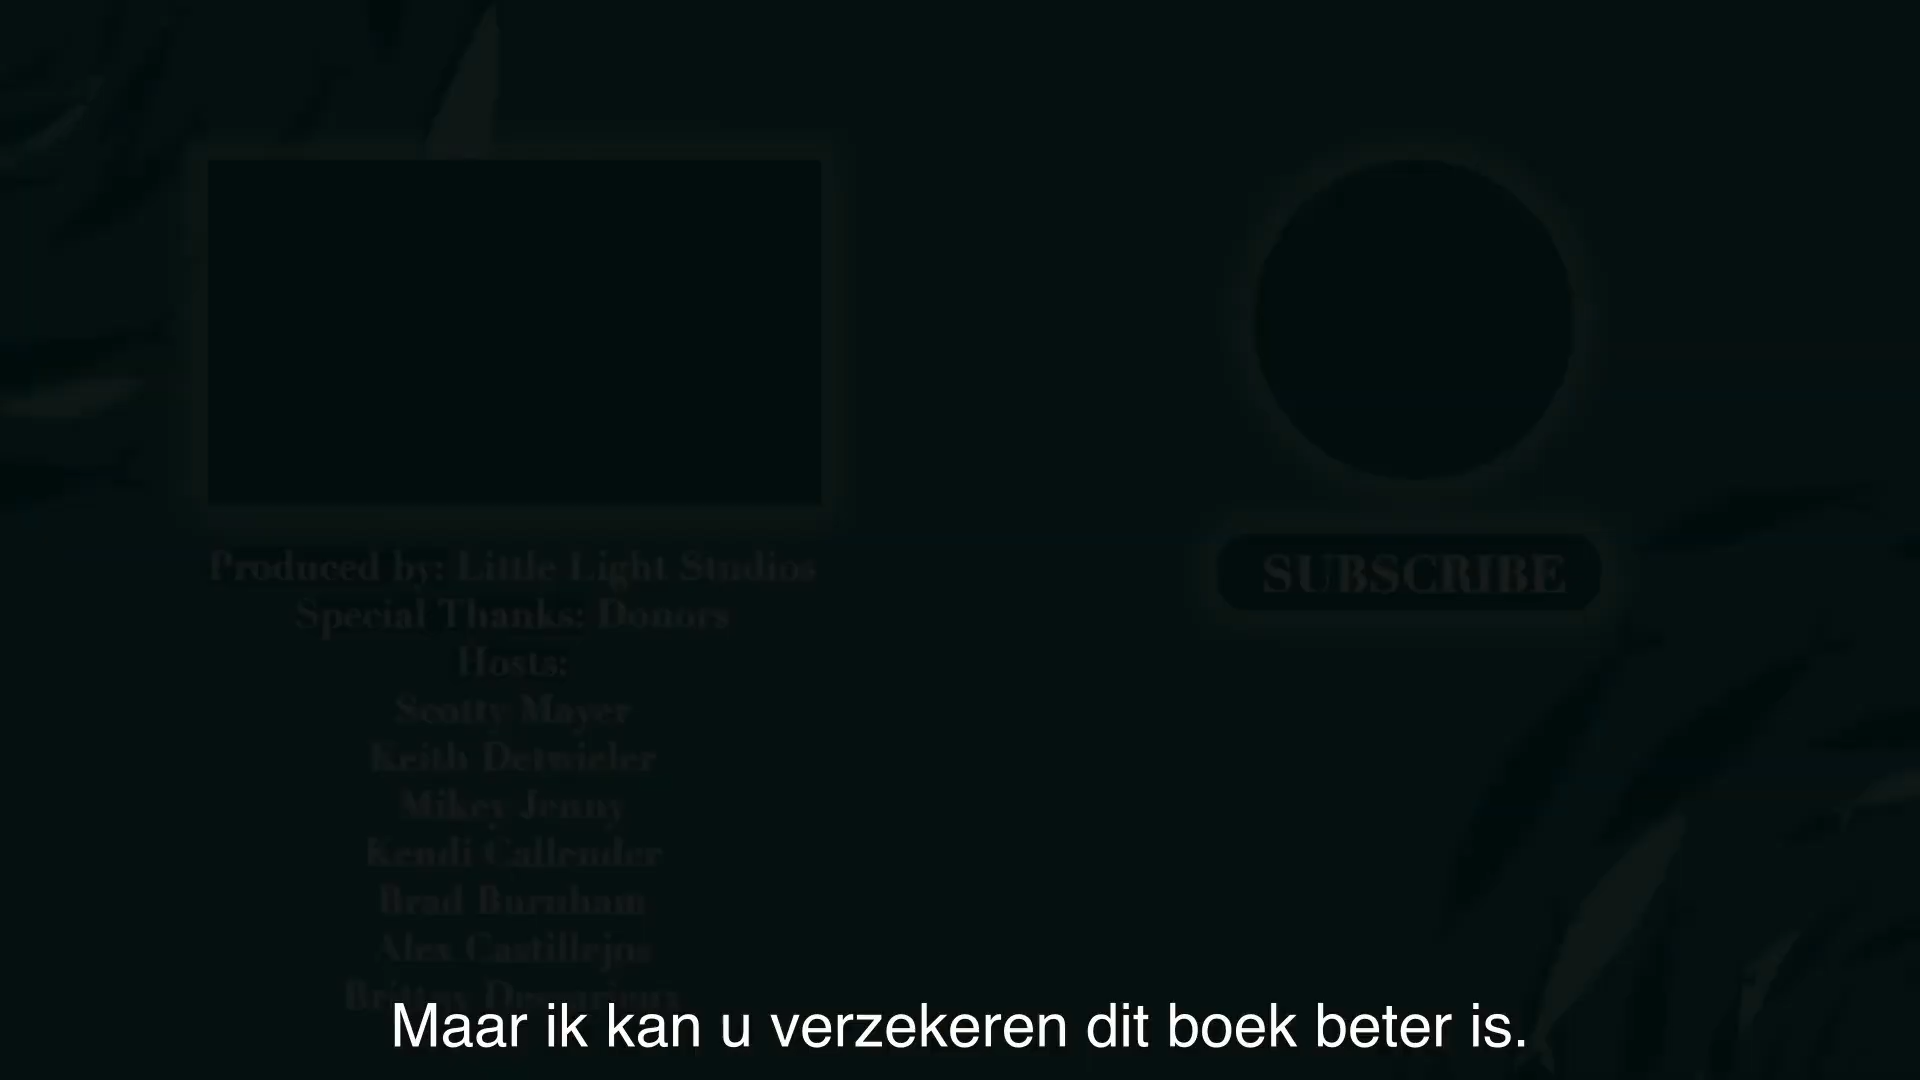 Produced by: Little Light Studios
Special Thanks: Donors
Hosts:
Scotty Mayer
Keith Detwieler
Mikey Jenny
Kendi Callender
Brad Burnham
Alex Castillejos
SUBSCRIBE
Maar ik kan u verzekeren dit boek beter is.